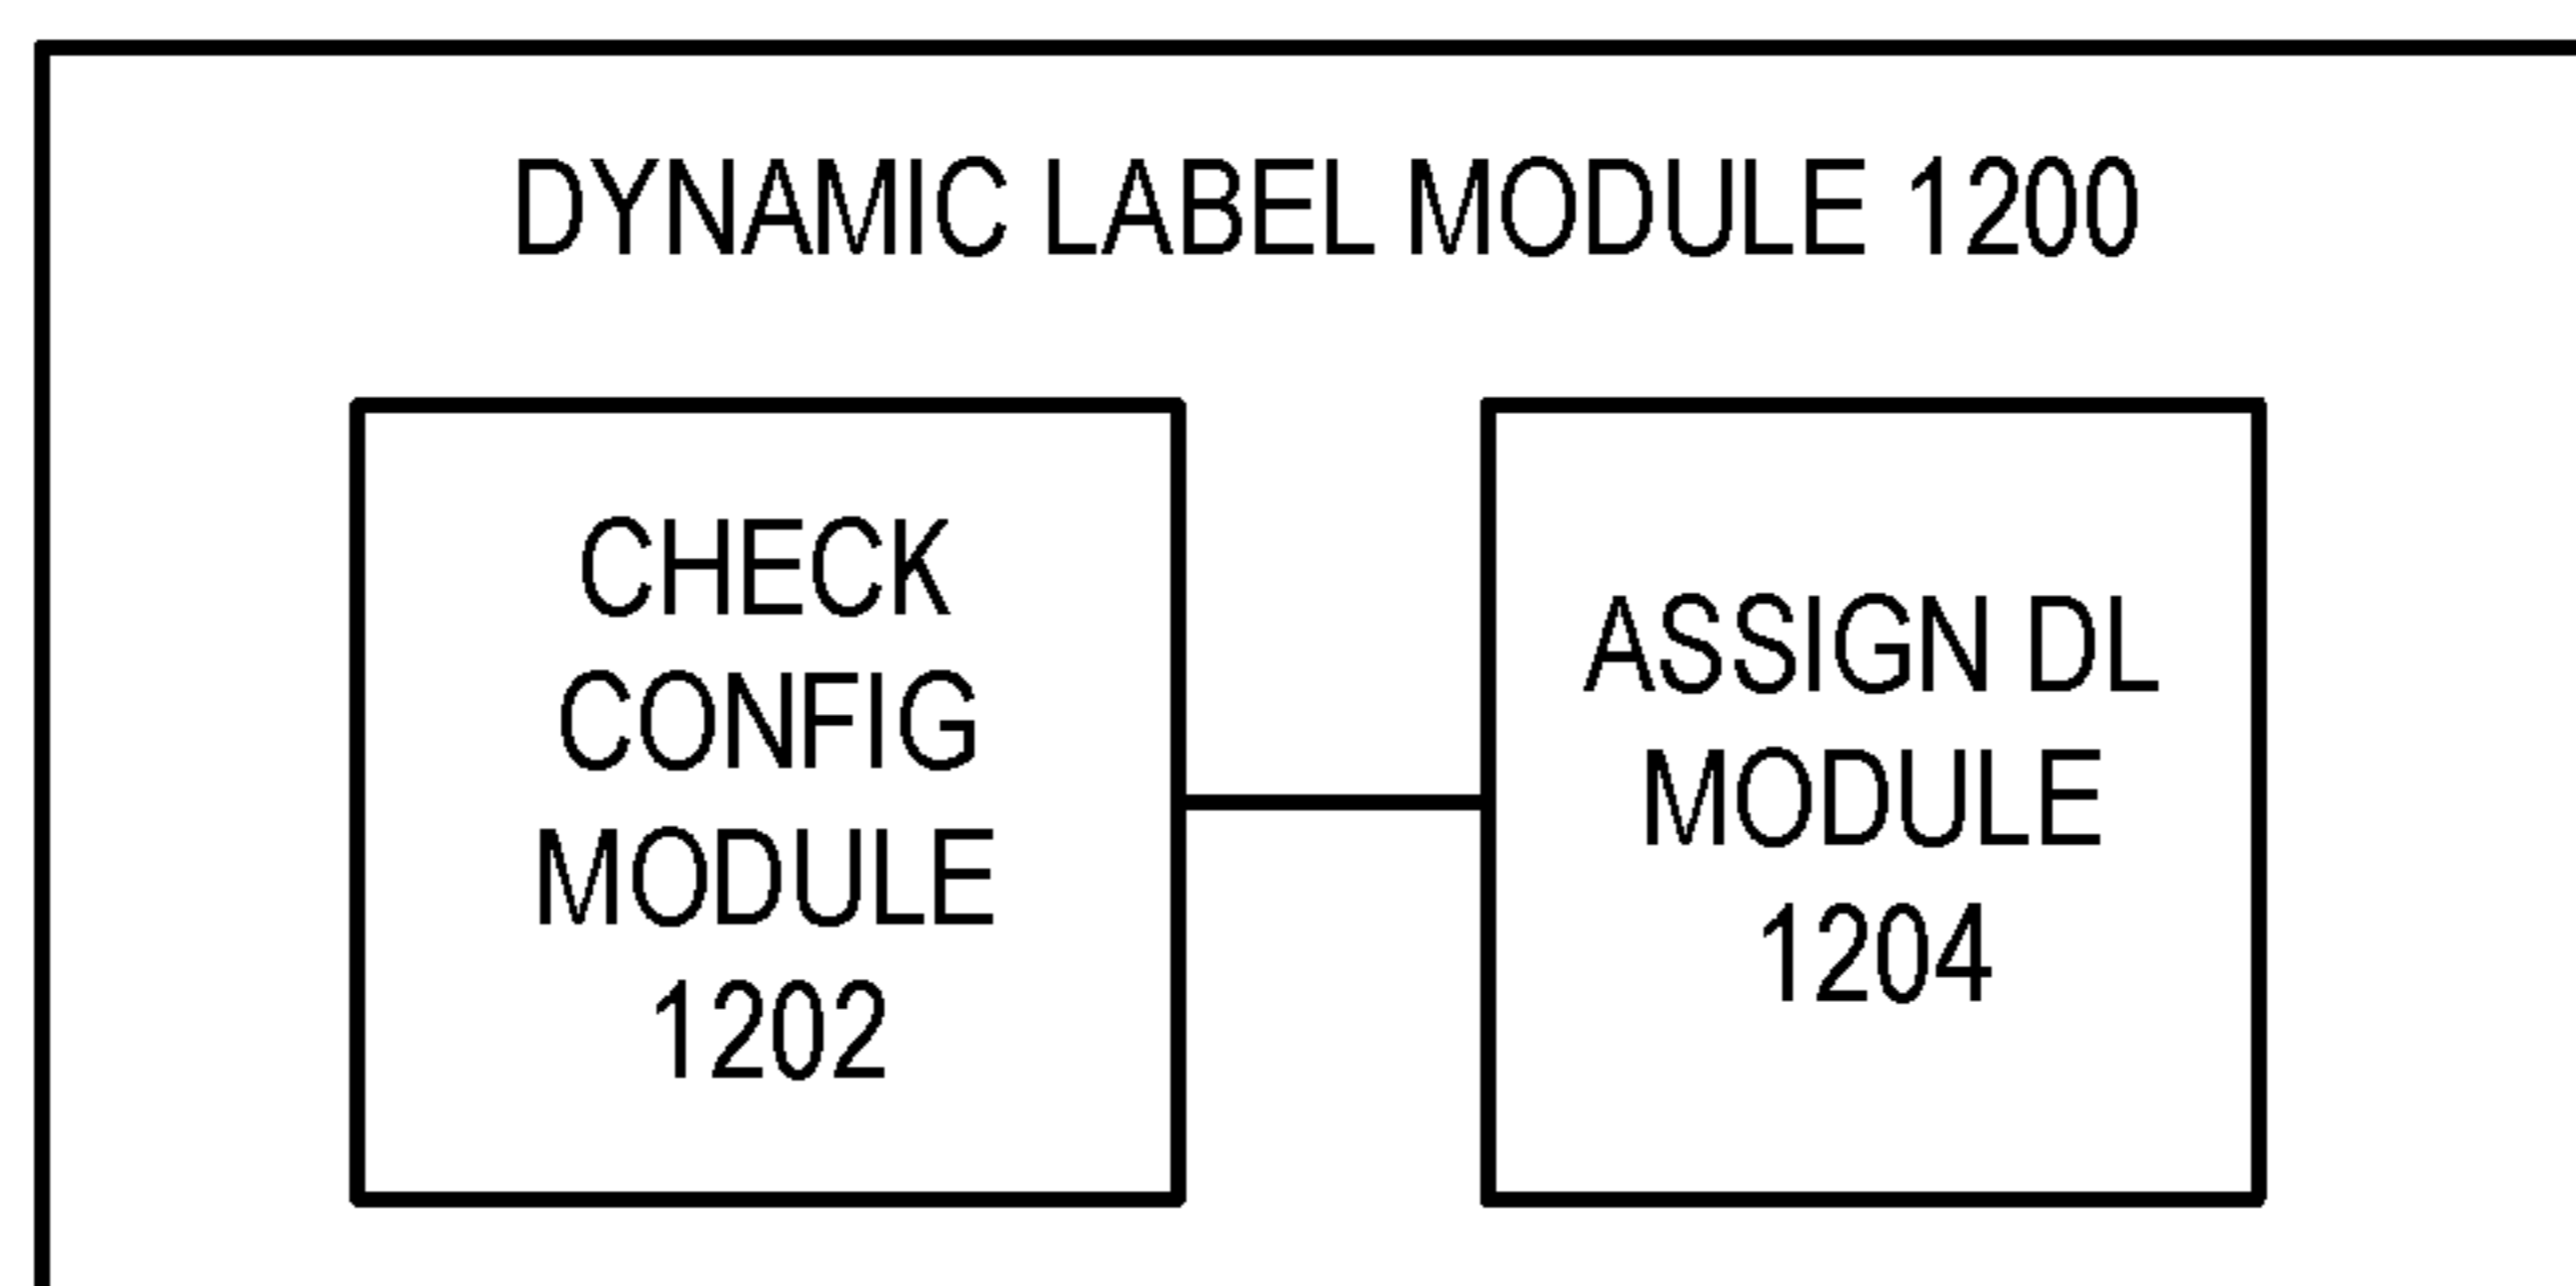 DYNAMIC LABEL MODULE 1200
CHECK
CONFIG
MODULE
1202
ASSIGN DL
MODULE
1204